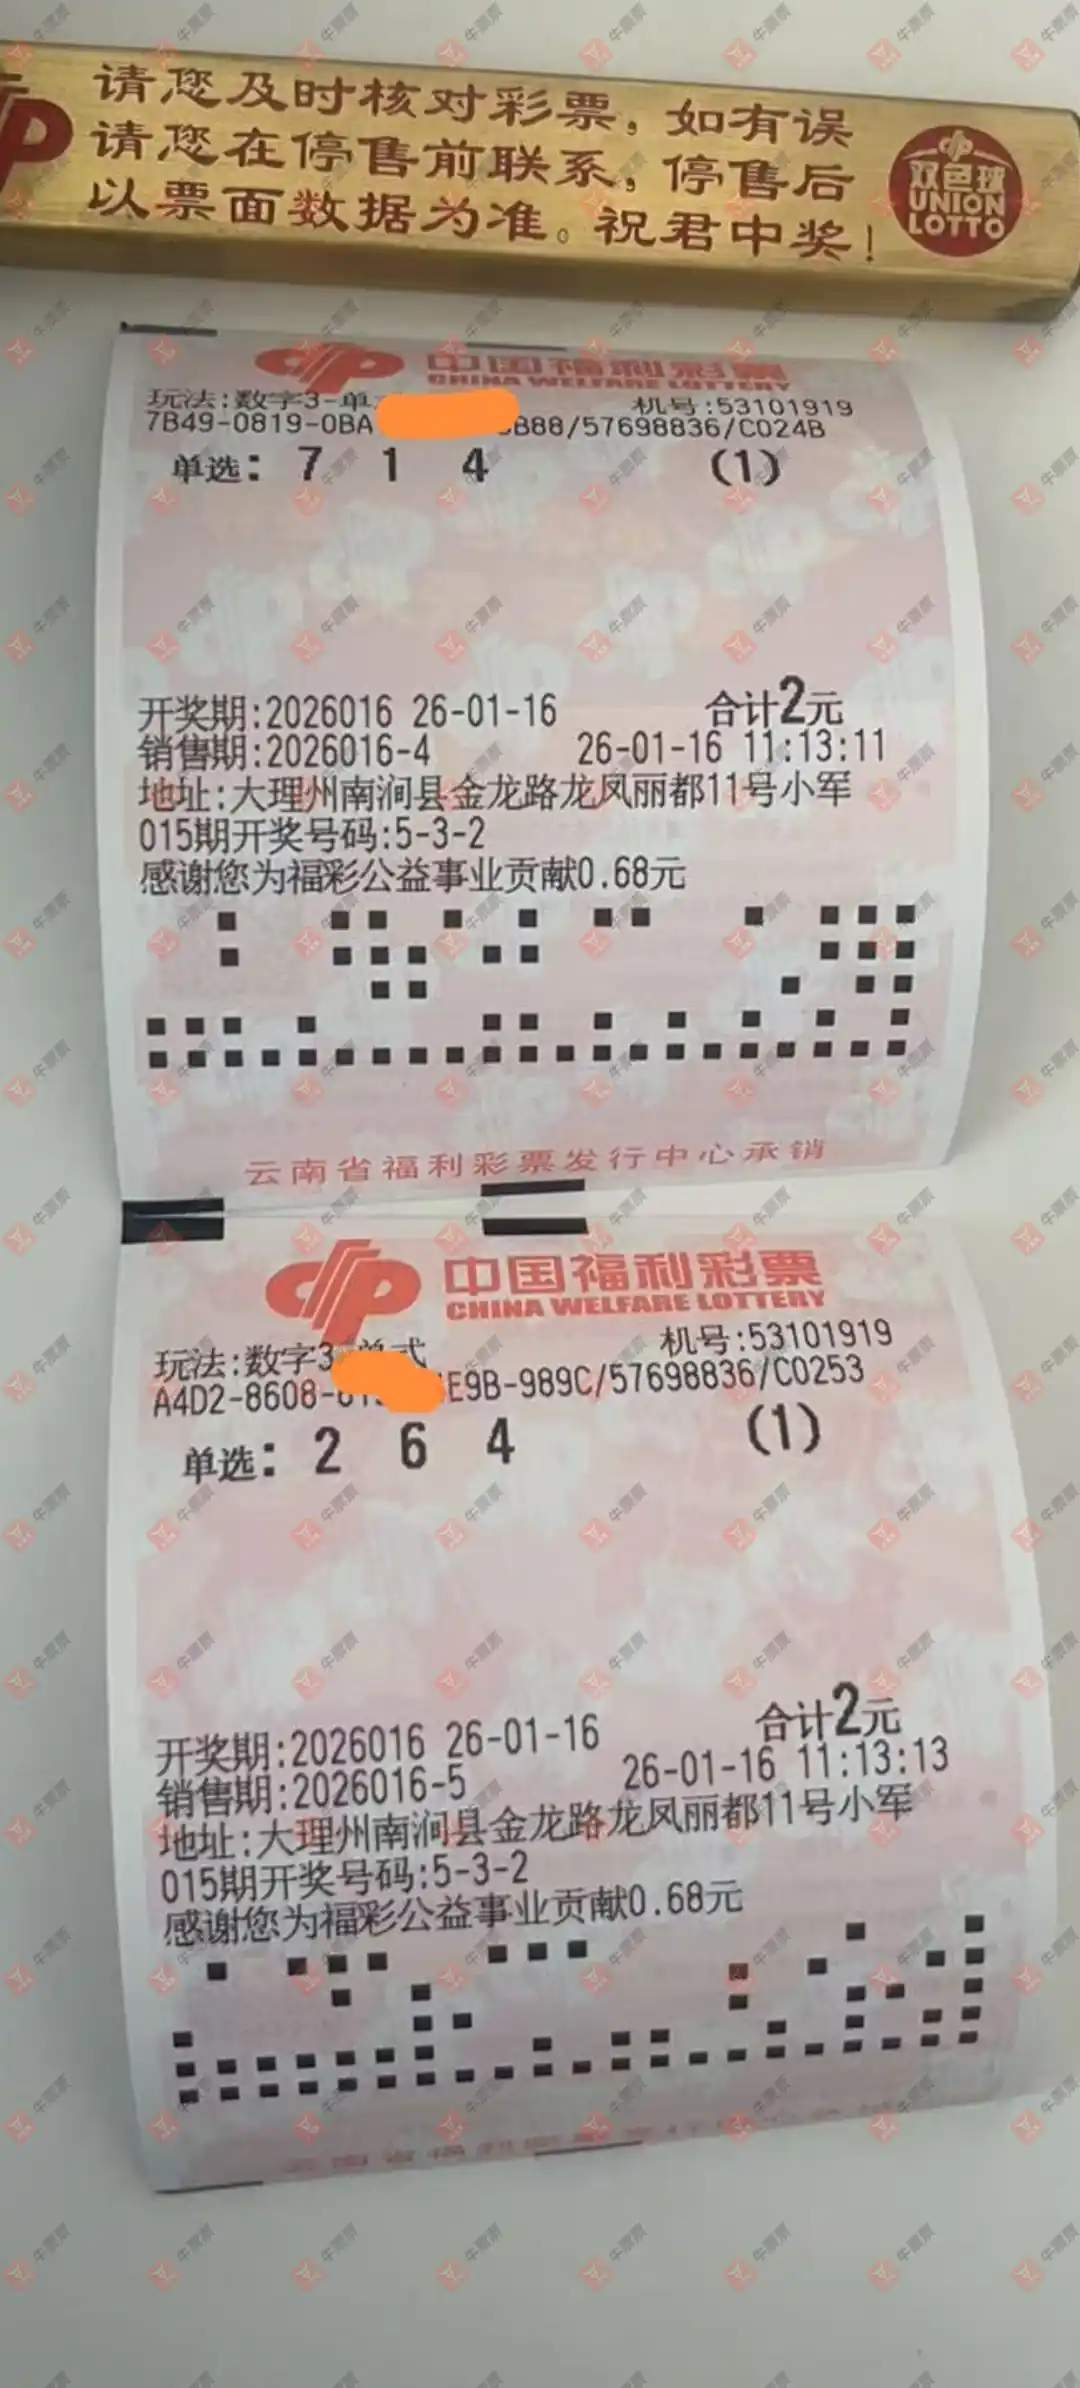 请您及时核对彩票，如有误
请您在停售前联系，停售后
以票面数据为准。祝君中奖！
双色球
UNION
LOTTO
中国福利彩票
CHINA WELFARE LOTTERY
玩法:数字3-单 机号:53101919
7B49-0819-0BA B88/57698836/C024B
单选: 7 1 4 (1)
开奖期:2026016 26-01-16 合计2元
销售期:2026016-4 26-01-16 11:13:11
地址:大理州南涧县金龙路龙凤丽都11号小军
015期开奖号码:5-3-2
感谢您为福彩公益事业贡献0.68元
云南省福利彩票发行中心承销
中国福利彩票
CHINA WELFARE LOTTERY
玩法:数字3-单式 机号:53101919
A4D2-8608- E9B-989C/57698836/C0253
单选: 2 6 4 (1)
开奖期:2026016 26-01-16 合计2元
销售期:2026016-5 26-01-16 11:13:13
地址:大理州南涧县金龙路龙凤丽都11号小军
015期开奖号码:5-3-2
感谢您为福彩公益事业贡献0.68元
牛票票